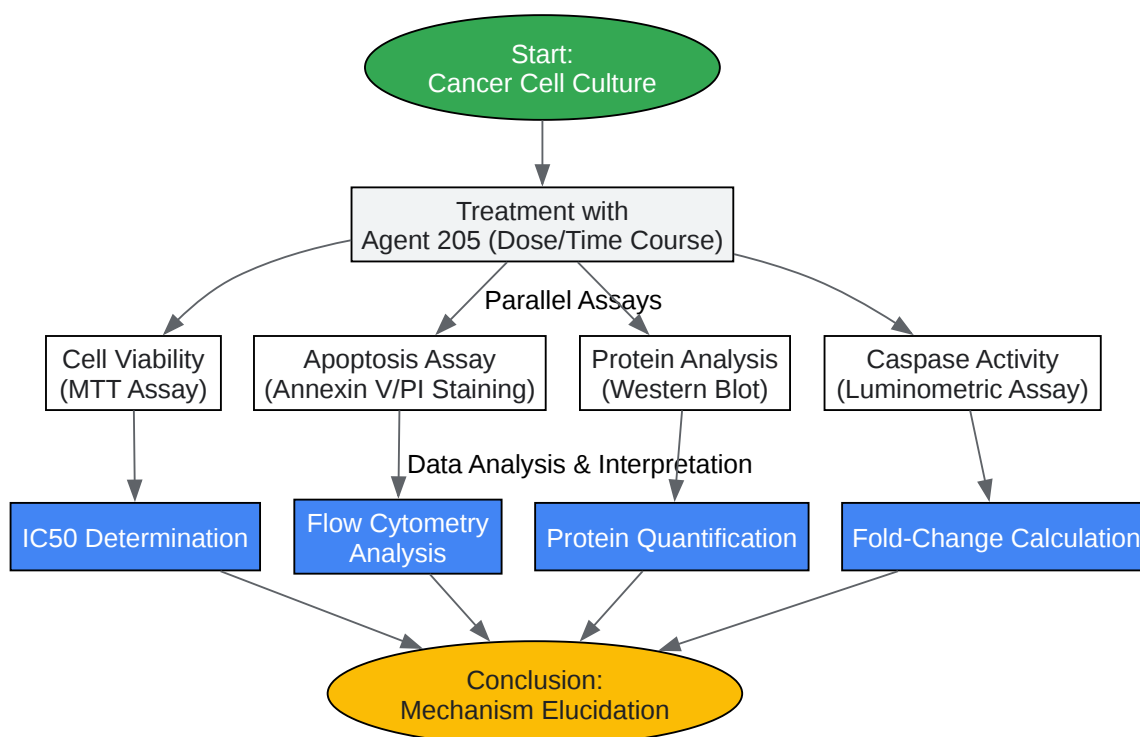 Start:
Cancer Cell Culture
Treatment with
Agent 205 (Dose/Time Course)
Parallel Assays
Cell Viability
(MTT Assay)
Apoptosis Assay
(Annexin V/PI Staining)
Protein Analysis
(Western Blot)
Caspase Activity
(Luminometric Assay)
Data Analysis & Interpretation
IC50 Determination
Flow Cytometry
Analysis
Protein Quantification
Fold-Change Calculation
Conclusion:
Mechanism Elucidation